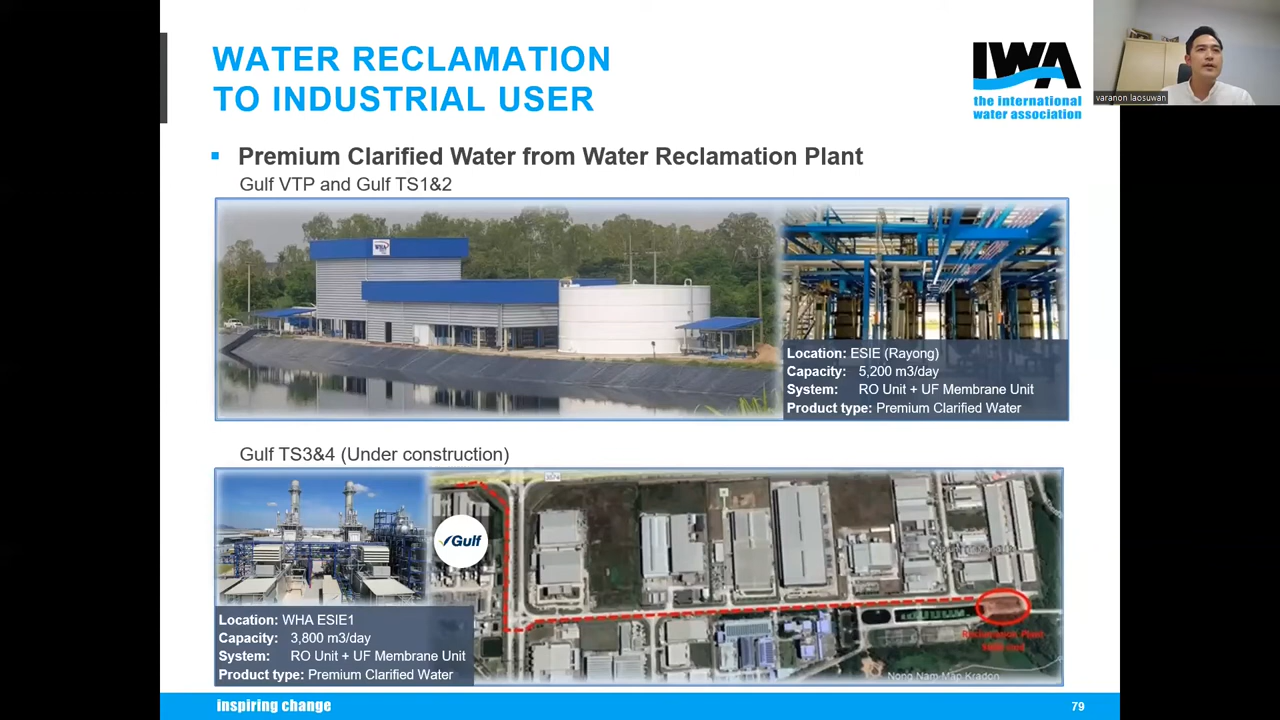 WATER RECLAMATION
TO INDUSTRIAL USER
IWA
the international
water association
varanon laosuwan
Premium Clarified Water from Water Reclamation Plant
Gulf VTP and Gulf TS1&2
WHA
Location: ESIE (Rayong)
Capacity: 5,200 m3/day
System: RO Unit + UF Membrane Unit
Product type: Premium Clarified Water
Gulf TS3&4 (Under construction)
3574
Gulf
Location: WHA ESIE1
Capacity: 3,800 m3/day
System: RO Unit + UF Membrane Unit
Product type: Premium Clarified Water
Reclamation Plant
Nong Nam-Map Kradon
inspiring change
79